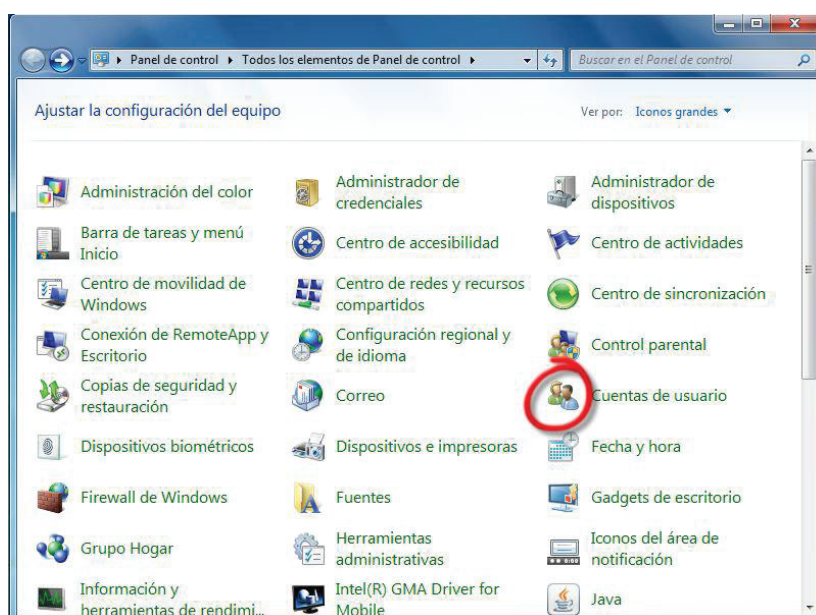 Panel de control Todos los elementos de Panel de control
Buscar en el Panel de control
Ajustar la configuración del equipo
Ver por: Iconos grandes
Administración del color
Administrador de
credenciales
Administrador de
dispositivos
Barra de tareas y menú
Inicio
Centro de accesibilidad
Centro de actividades
Centro de movilidad de
Windows
Centro de redes y recursos
compartidos
Centro de sincronización
Conexión de RemoteApp y
Escritorio
Configuración regional y
de idioma
Control parental
Copias de seguridad y
restauración
Correo
Cuentas de usuario
Dispositivos biométricos
Dispositivos e impresoras
Fecha y hora
Firewall de Windows
Fuentes
Gadgets de escritorio
Grupo Hogar
Herramientas
administrativas
Iconos del área de
notificación
Información y
herramientas de rendimi...
Intel(R) GMA Driver for
Mobile
Java